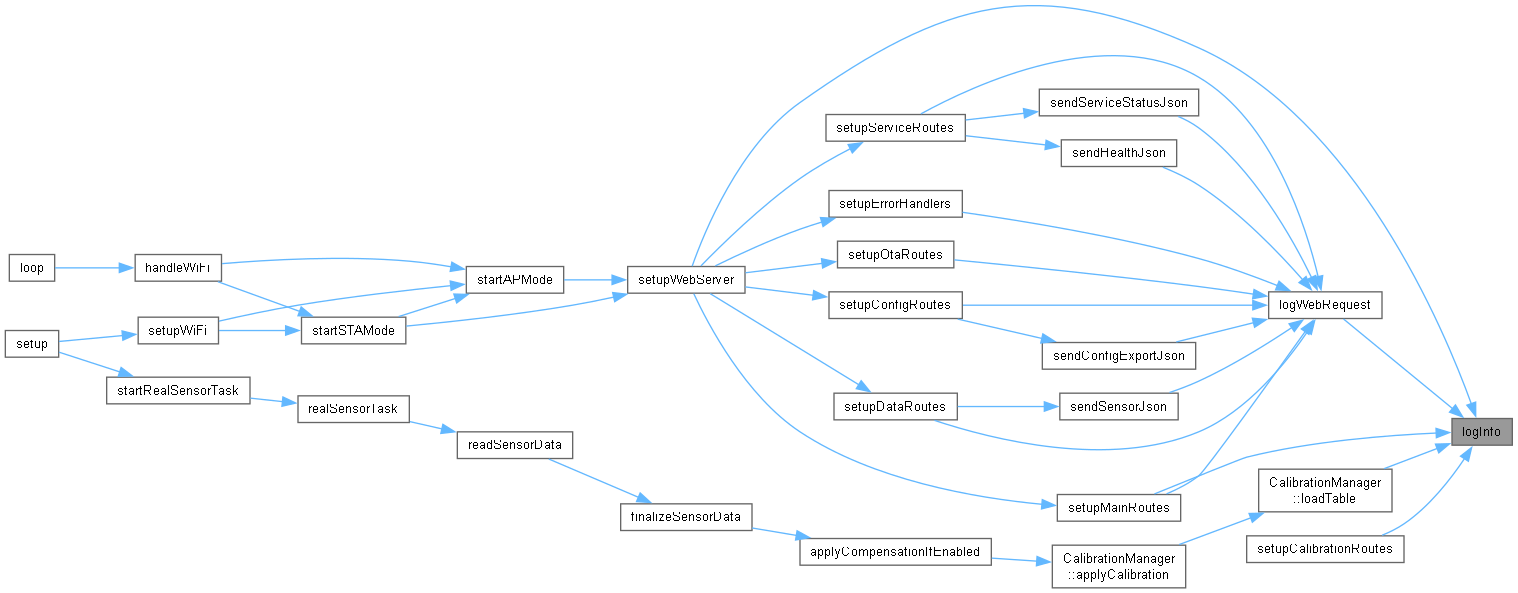 sendServiceStatusJson
setupServiceRoutes
sendHealthJson
setupErrorHandlers
setupOtaRoutes
loop
handleWiFi
startAPMode
setupWebServer
setupConfigRoutes
logWebRequest
setup
setupWiFi
startSTAMode
sendConfigExportJson
startRealSensorTask
realSensorTask
setupDataRoutes
sendSensorJson
readSensorData
logInfo
CalibrationManager
::loadTable
setupMainRoutes
finalizeSensorData
applyCompensationIfEnabled
setupCalibrationRoutes
CalibrationManager
::applyCalibration